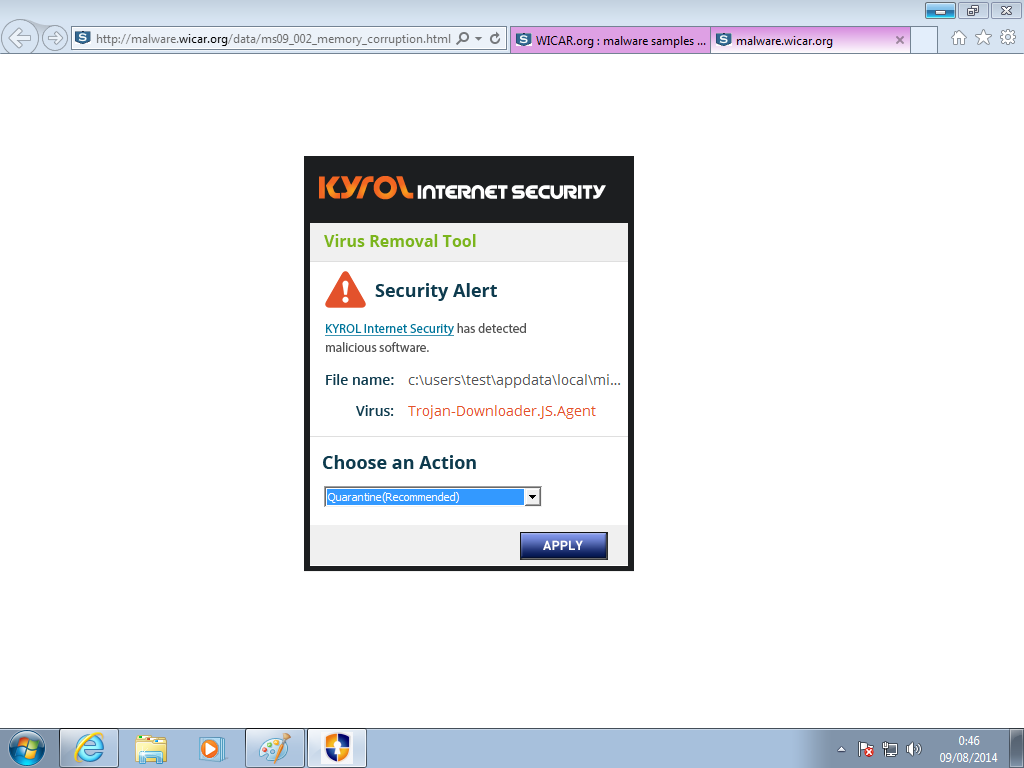 http://malware.wicar.org/data/ms09_002_memory_corruption.html
WICAR.org : malware samples ...
malware.wicar.org
KYROL INTERNET SECURITY
Virus Removal Tool
Security Alert
KYROL Internet Security has detected
malicious software.
File name: c:\users\test\appdata\local\mi...
Virus: Trojan-Downloader.JS.Agent
Choose an Action
Quarantine(Recommended)
APPLY
0:46
09/08/2014